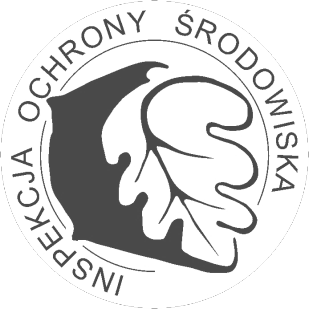 INSPEKCJA OCHRONY ŚRODOWISKA